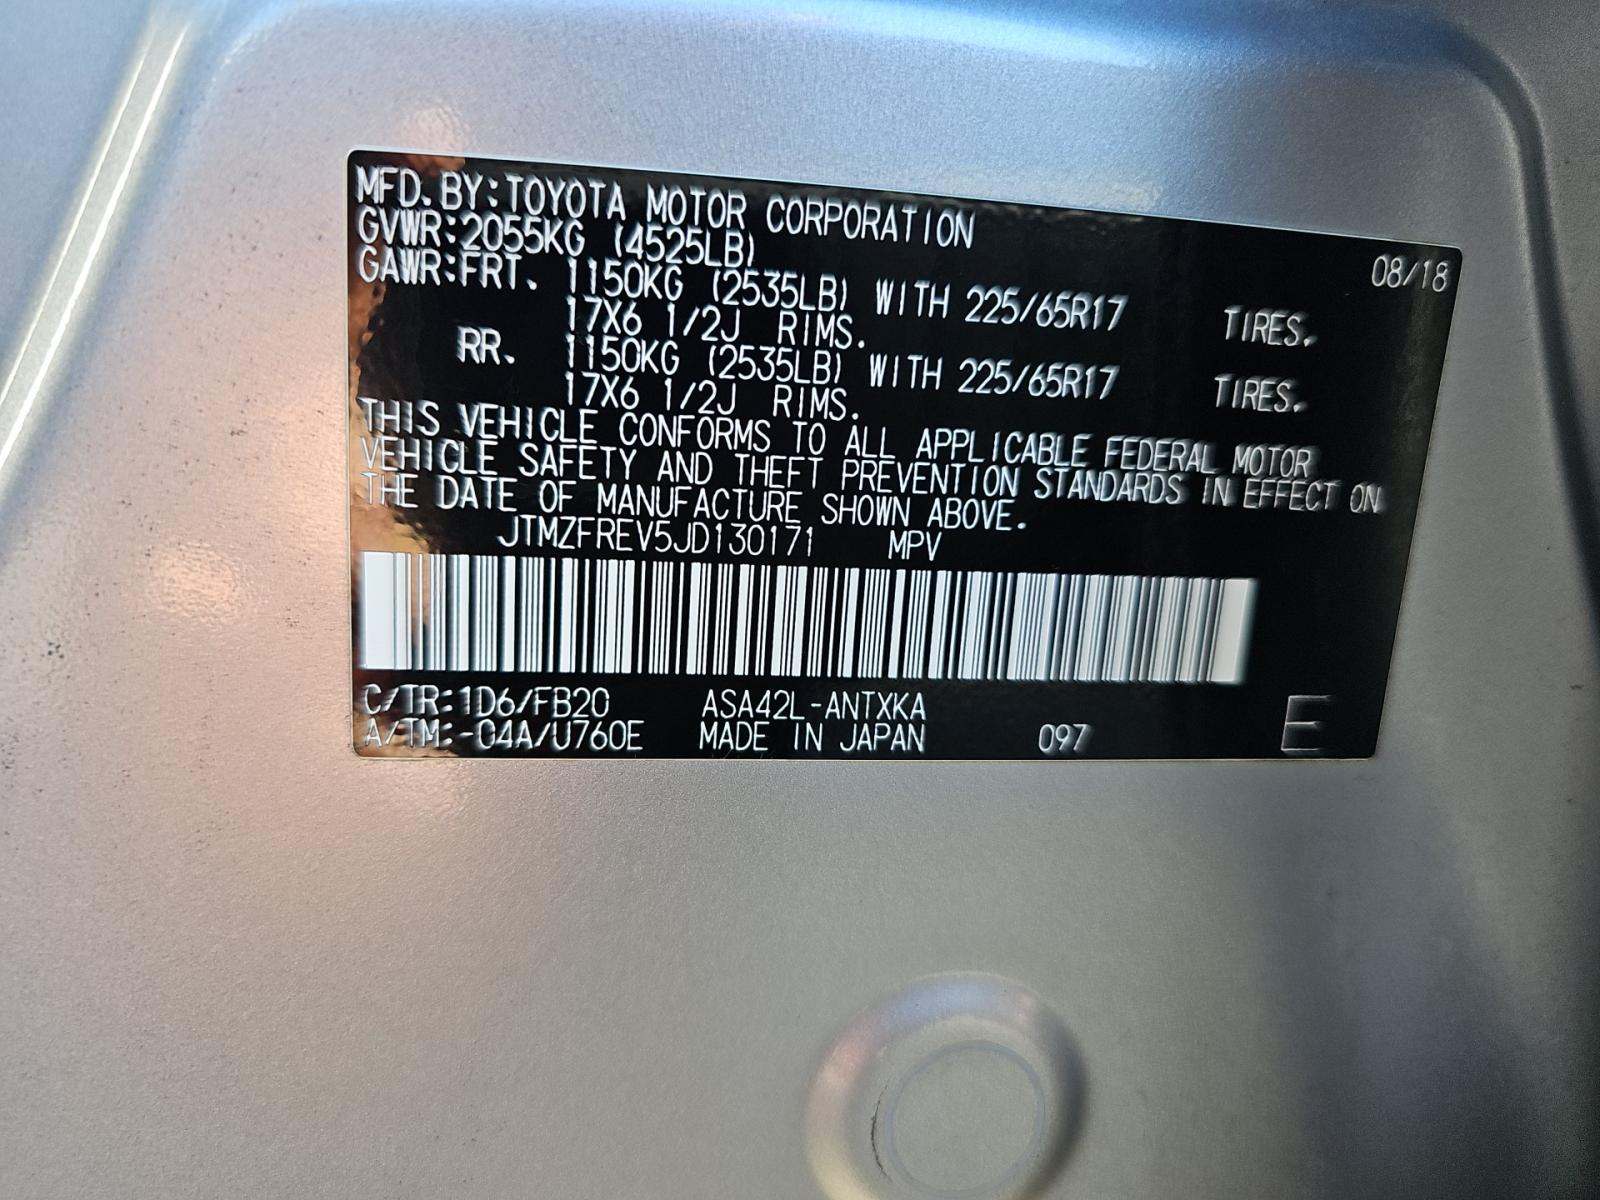 MFD.BY:TOYOTA MOTOR CORPORATION 08/18
GVWR:2055KG (4525LB)
GAWR:FRT. 1150KG (2535LB) WITH 225/65R17 TIRES.
17X6 1/2J RIMS.
RR. 1150KG (2535LB) WITH 225/65R17 TIRES.
17X6 1/2J RIMS.
THIS VEHICLE CONFORMS TO ALL APPLICABLE FEDERAL MOTOR
VEHICLE SAFETY AND THEFT PREVENTION STANDARDS IN EFFECT ON
THE DATE OF MANUFACTURE SHOWN ABOVE.
JTMZFREV5JD130171 MPV
C/TR:1D6/FB20 ASA42L-ANTXKA
A/TM:-04A/U760E MADE IN JAPAN 097 E